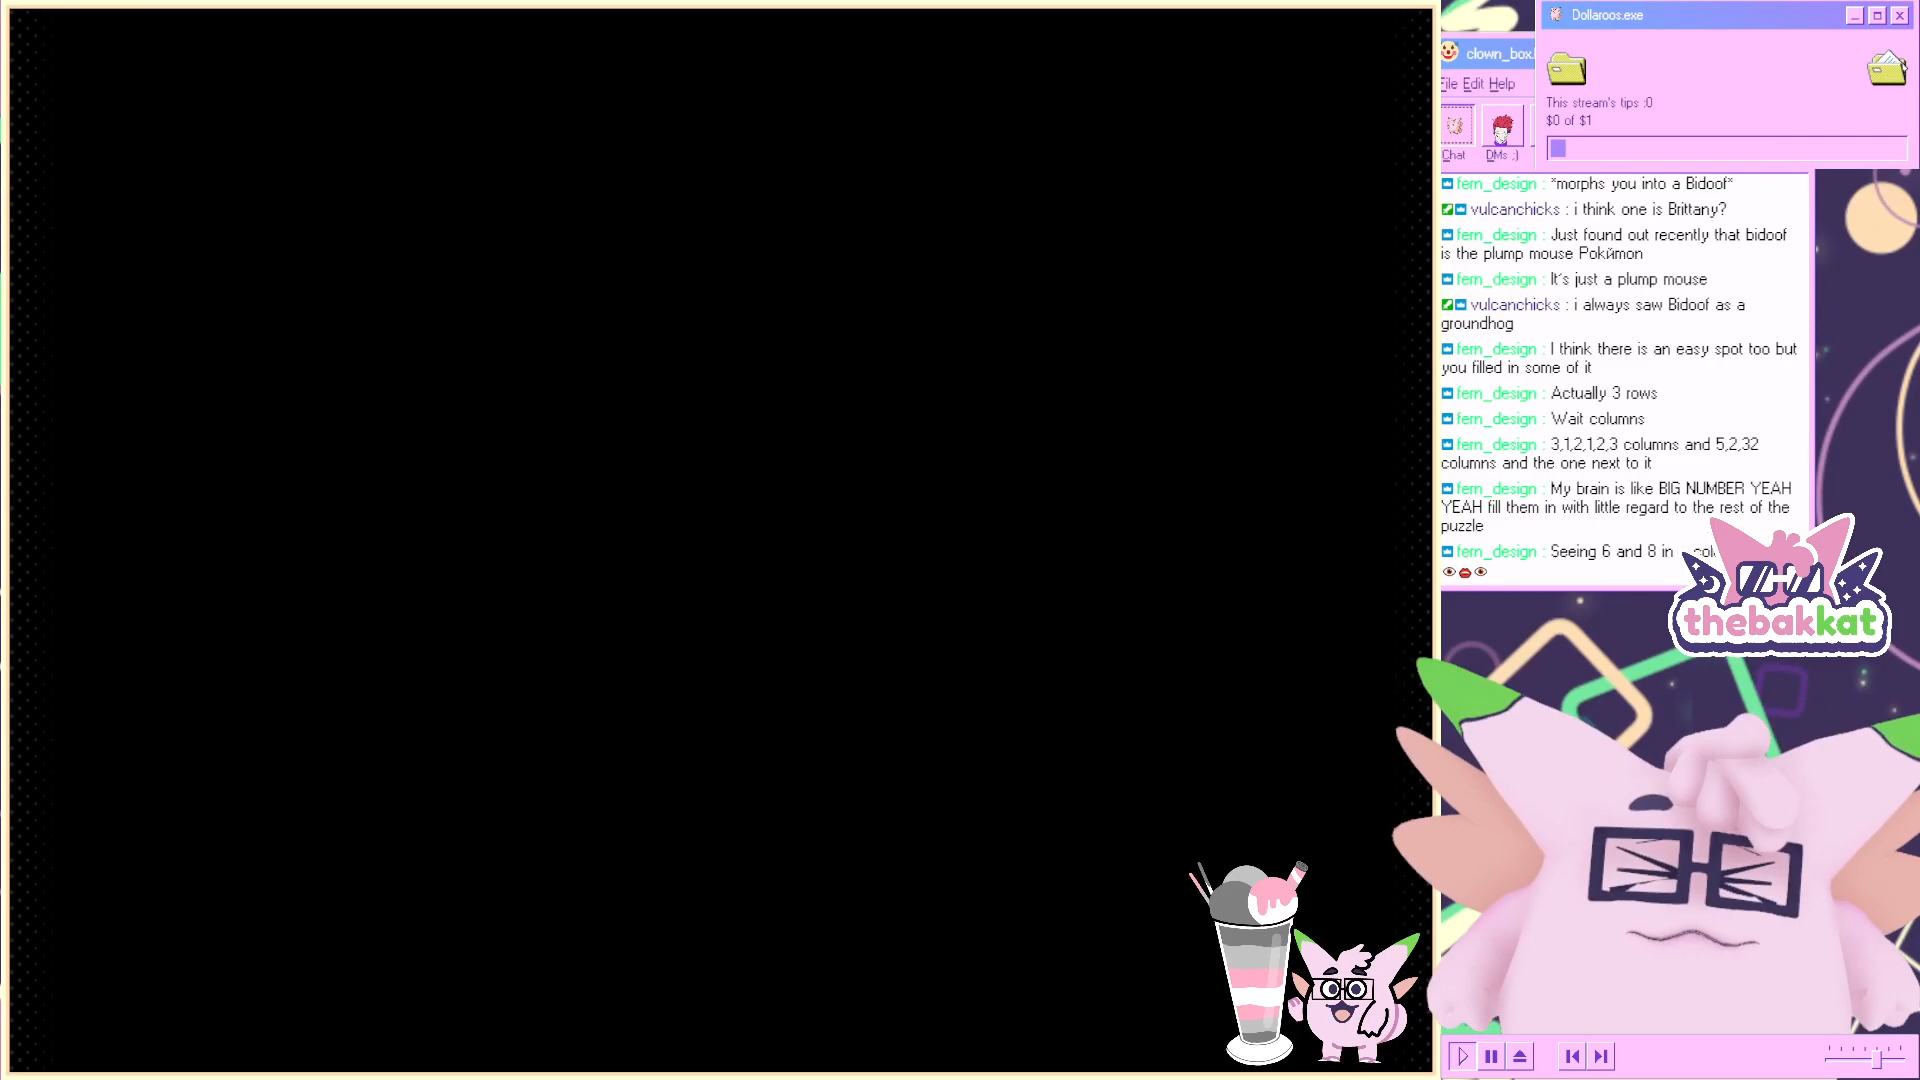 Dollaroos.exe
clown_box.
File Edit Help
This stream's tips :0
$0 of $1
Chat DMs ;)
fern_design : *morphs you into a Bidoof*
vulcanchicks : i think one is Brittany?
fern_design : Just found out recently that bidoof
is the plump mouse Pokйmon
fern_design : It's just a plump mouse
vulcanchicks : i always saw Bidoof as a
groundhog
fern_design : I think there is an easy spot too but
you filled in some of it
fern_design : Actually 3 rows
fern_design : Wait columns
fern_design : 3,1,2,1,2,3 columns and 5,2,32
columns and the one next to it
fern_design : My brain is like BIG NUMBER YEAH
YEAH fill them in with little regard to the rest of the
puzzle
fern_design : Seeing 6 and 8 in
thebakkat